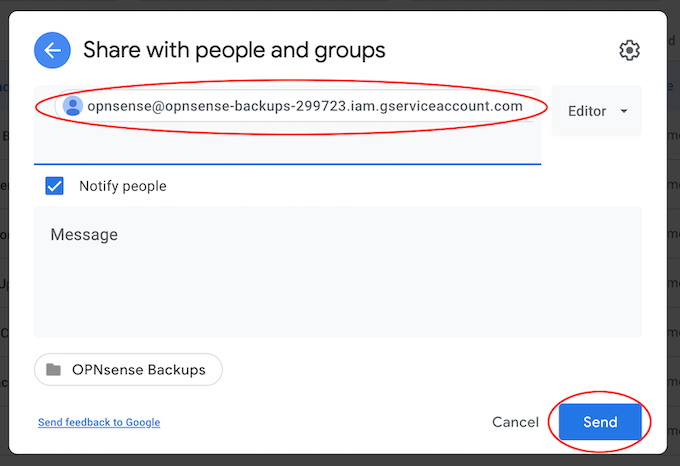 Share with people and groups
opnsense@opnsense-backups-299723.iam.gserviceaccount.com
Editor
Notify people
Message
OPNsense Backups
Send feedback to Google
Cancel
Send